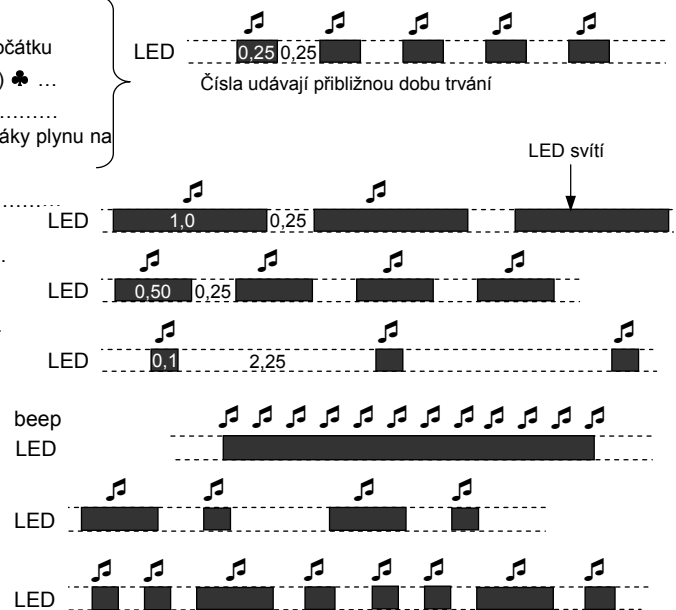 očátku
LED 0,25 0,25
) ♣ …
Čísla udávají přibližnou dobu trvání
………
áky plynu na
LED svítí
………
LED 1,0 0,25
LED 0,50 0,25
LED 0,1 2,25
beep
LED
LED
LED